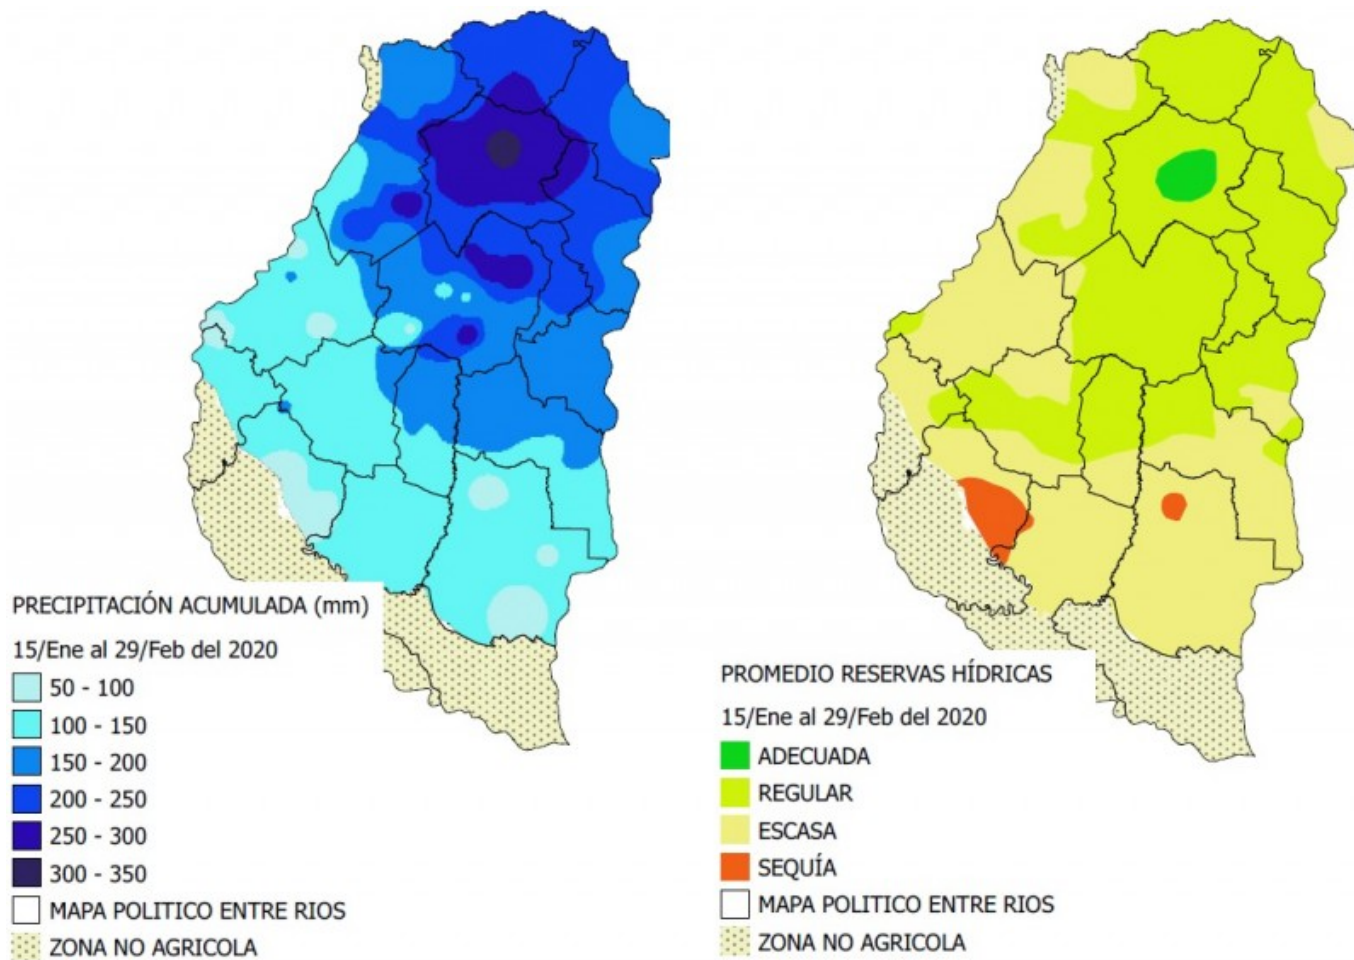 PRECIPITACIÓN ACUMULADA (mm)
15/Ene al 29/Feb del 2020
50 - 100
100 - 150
150 - 200
200 - 250
250 - 300
300 - 350
MAPA POLITICO ENTRE RIOS
ZONA NO AGRICOLA
PROMEDIO RESERVAS HÍDRICAS
15/Ene al 29/Feb del 2020
ADECUADA
REGULAR
ESCASA
SEQUÍA
MAPA POLITICO ENTRE RIOS
ZONA NO AGRICOLA